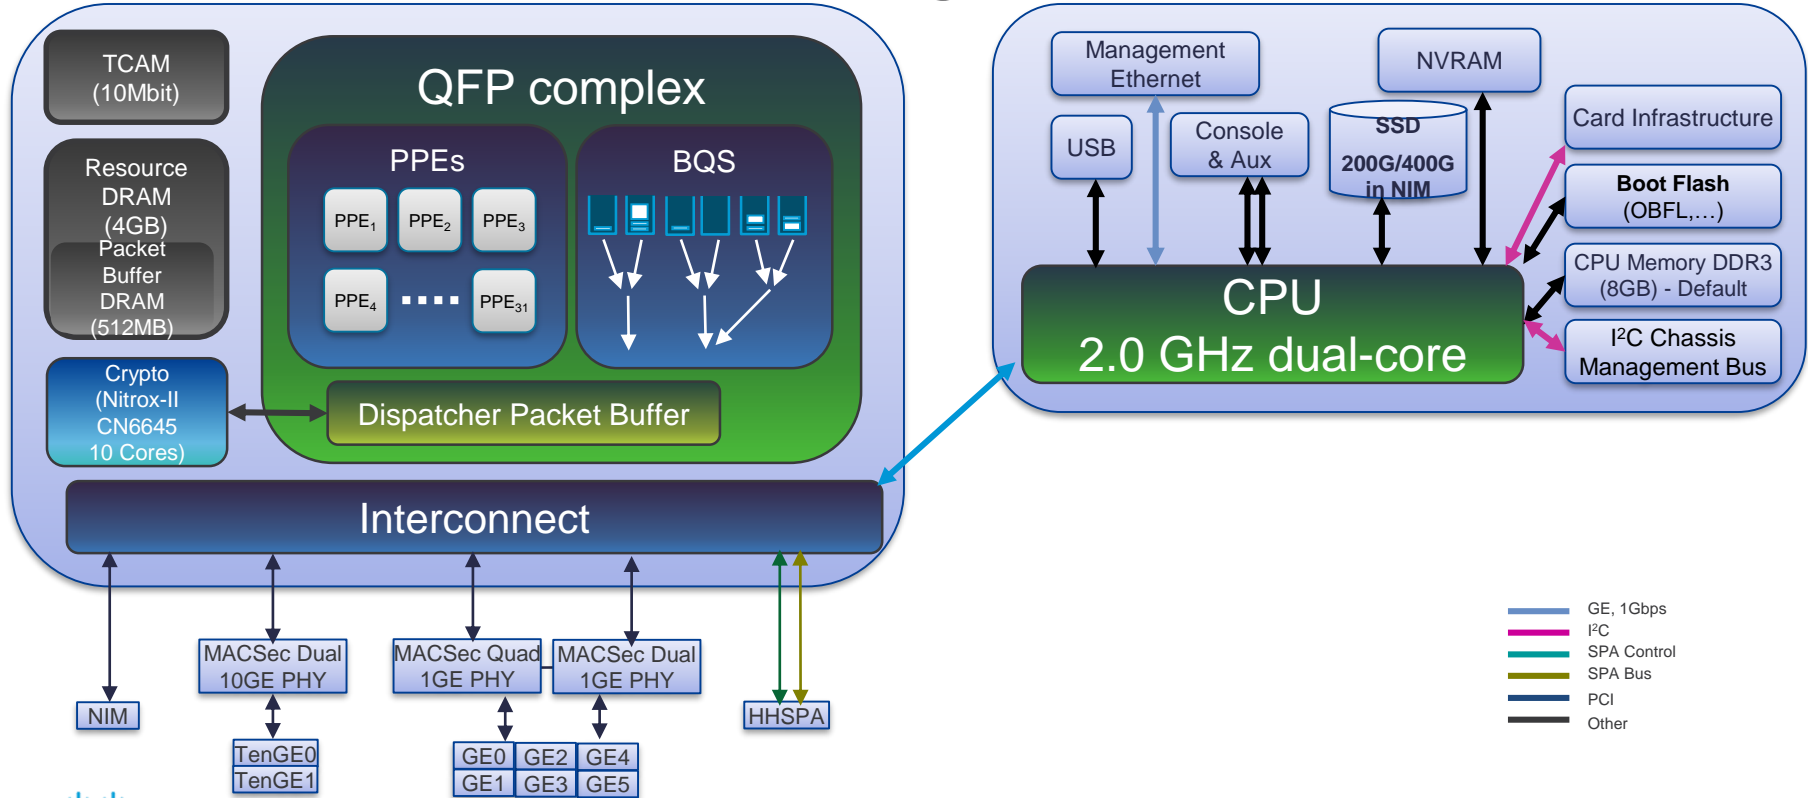 TCAM
(10Mbit)
Resource
DRAM
(4GB)
Packet
Buffer
DRAM
(512MB)
Crypto
(Nitrox-II
CN6645
10 Cores)
QFP complex
PPEs
PPE1
PPE2
PPE3
PPE4
PPE31
BQS
Dispatcher Packet Buffer
Interconnect
NIM
MACSec Dual
10GE PHY
TenGE0
TenGE1
MACSec Quad
1GE PHY
MACSec Dual
1GE PHY
GE0
GE2
GE4
GE1
GE3
GE5
HHSPA
Management
Ethernet
NVRAM
USB
Console
& Aux
SSD
200G/400G
in NIM
Card Infrastructure
Boot Flash
(OBFL,...)
CPU Memory DDR3
(8GB) - Default
I²C Chassis
Management Bus
CPU
2.0 GHz dual-core
GE, 1Gbps
I²C
SPA Control
SPA Bus
PCI
Other